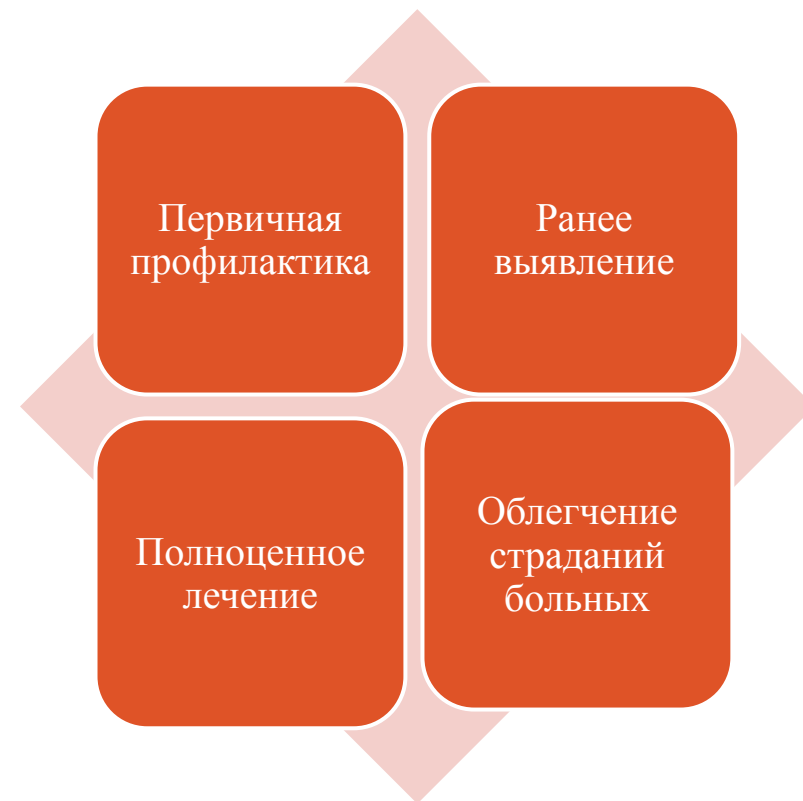 Первичная
профилактика
Ранее
выявление
Полноценное
лечение
Облегчение
страданий
больных